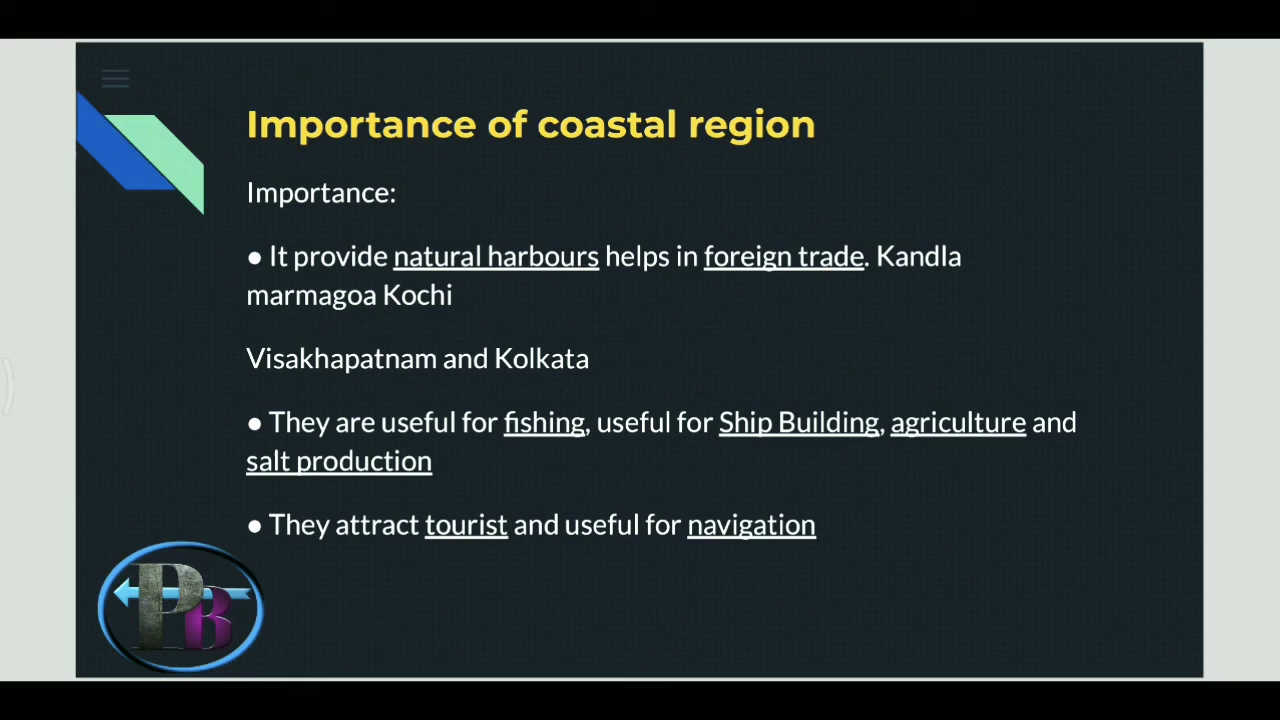 Importance of coastal region
Importance:
● It provide natural harbours helps in foreign trade. Kandla
marmagoa Kochi
Visakhapatnam and Kolkata
● They are useful for fishing, useful for Ship Building, agriculture and
salt production
● They attract tourist and useful for navigation
PB